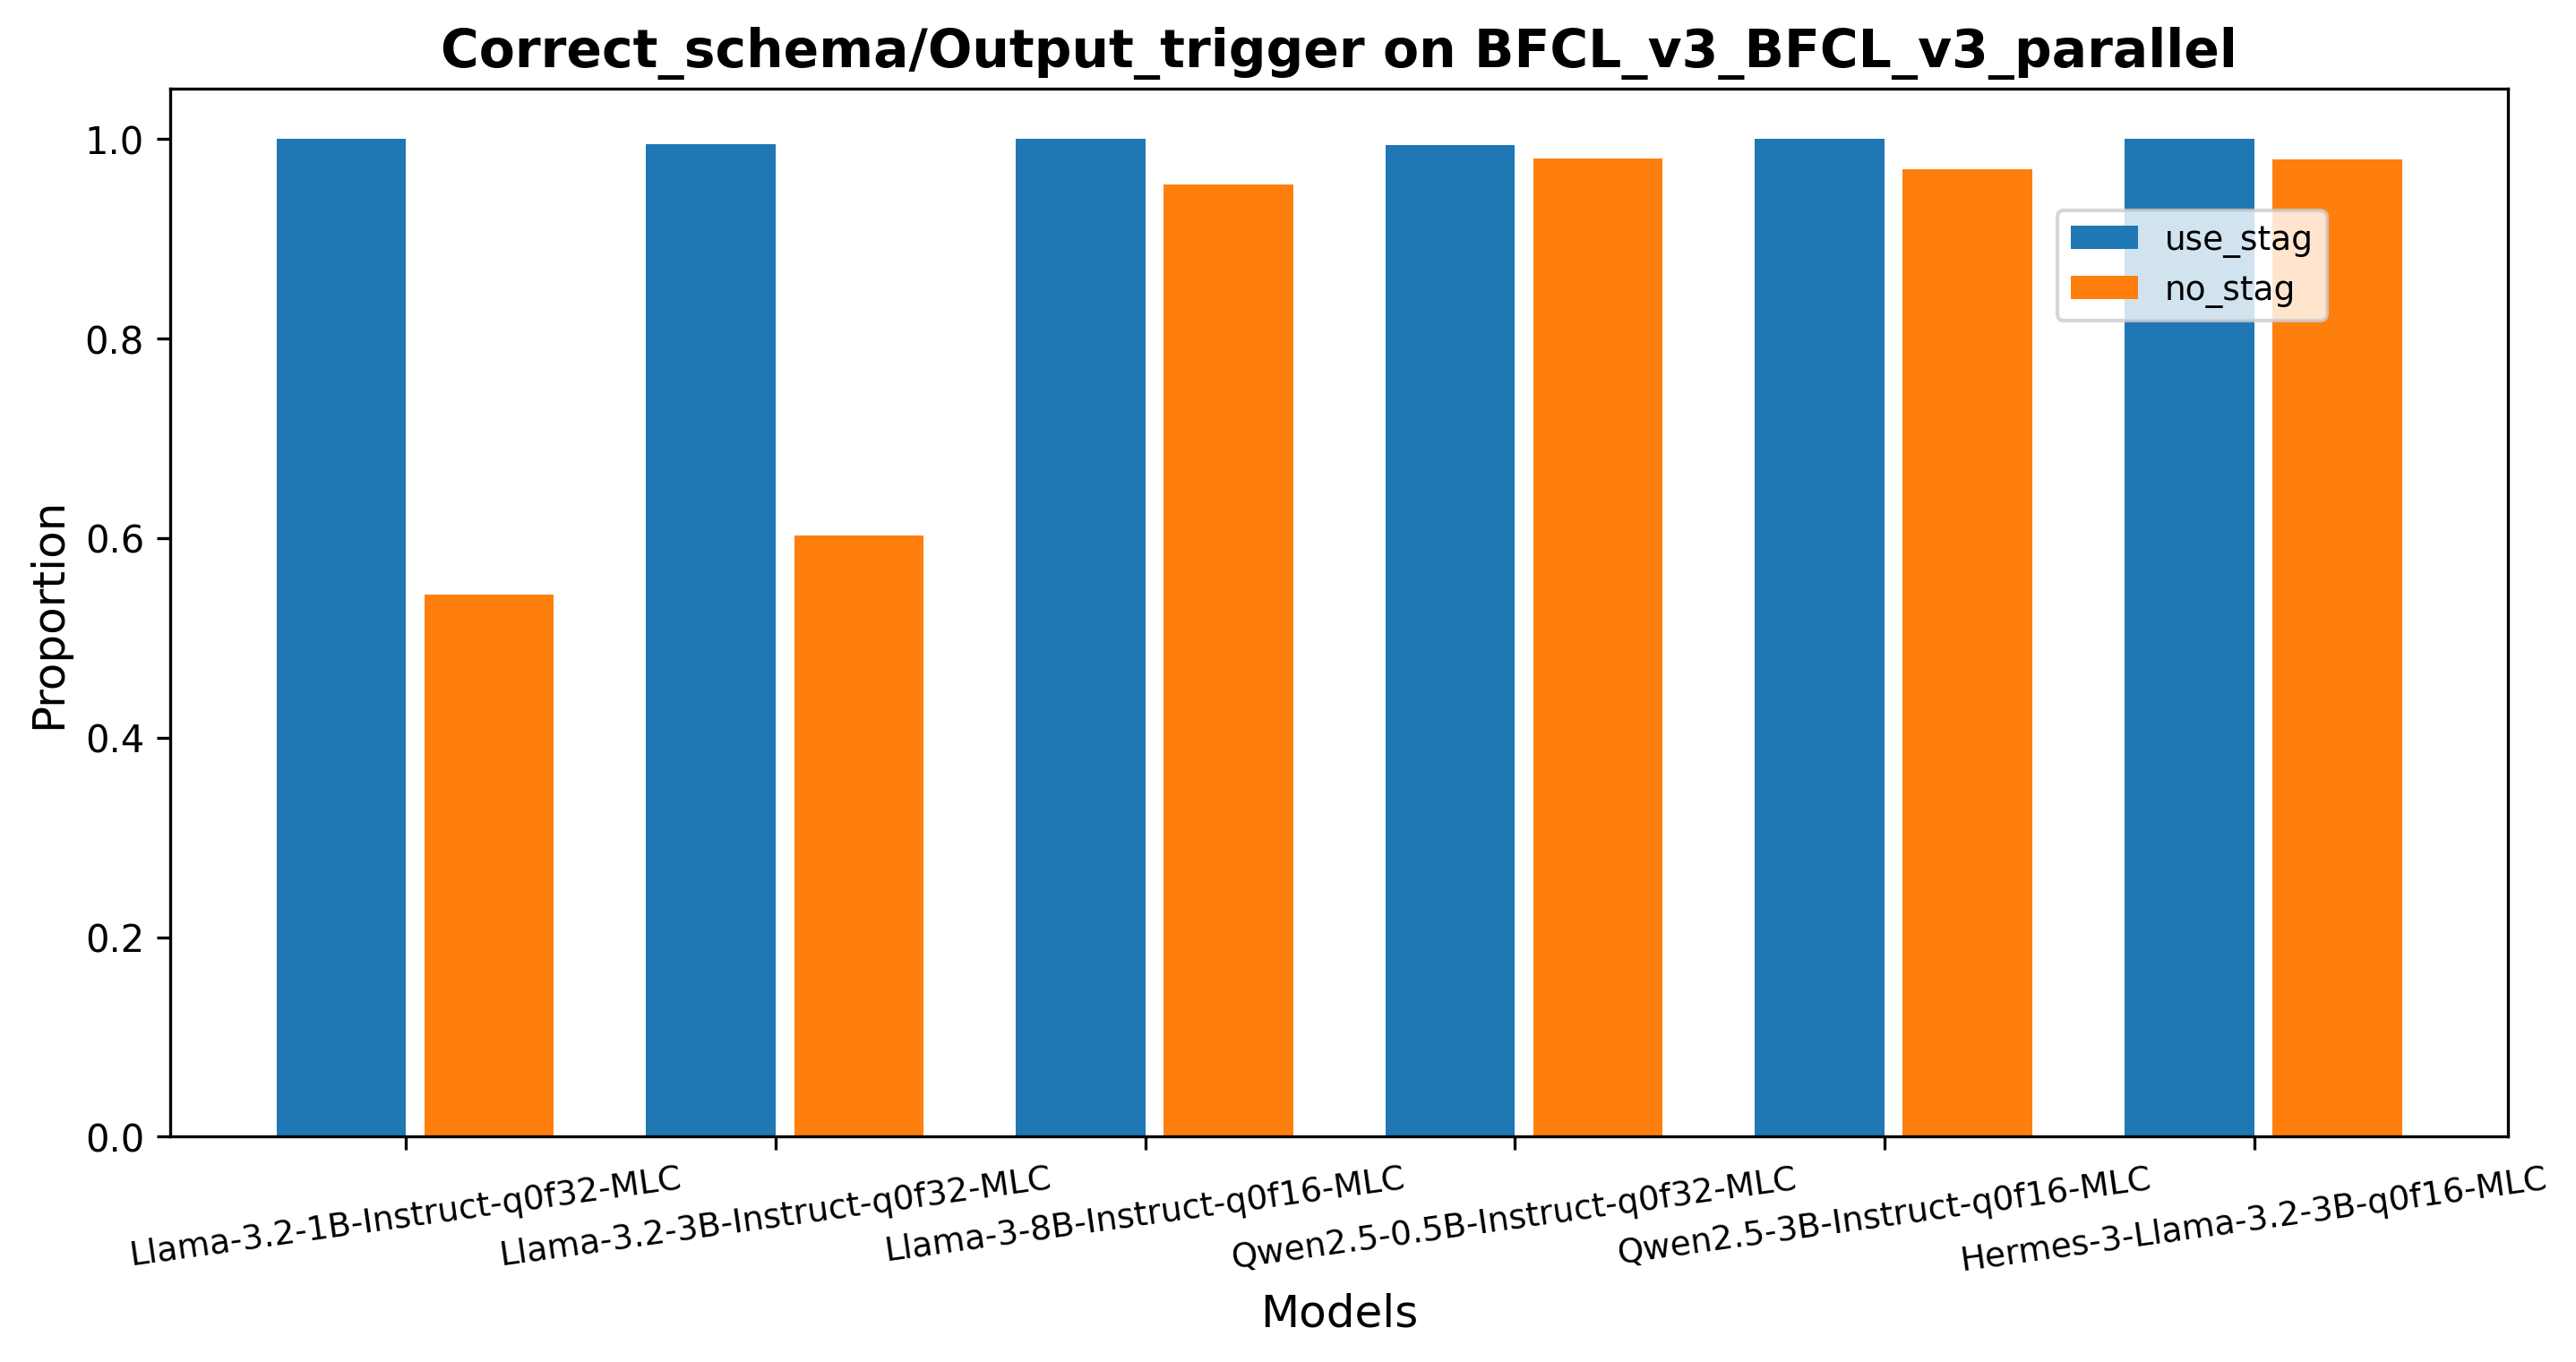 Correct_schema/Output_trigger on BFCL_v3_BFCL_v3_parallel
1.0
0.8
0.6
0.4
0.2
0.0
Proportion
use_stag
no_stag
Llama-3.2-1B-Instruct-q0f32-MLC
Llama-3.2-3B-Instruct-q0f32-MLC
Llama-3-8B-Instruct-q0f16-MLC
Qwen2.5-0.5B-Instruct-q0f32-MLC
Qwen2.5-3B-Instruct-q0f16-MLC
Hermes-3-Llama-3.2-3B-q0f16-MLC
Models